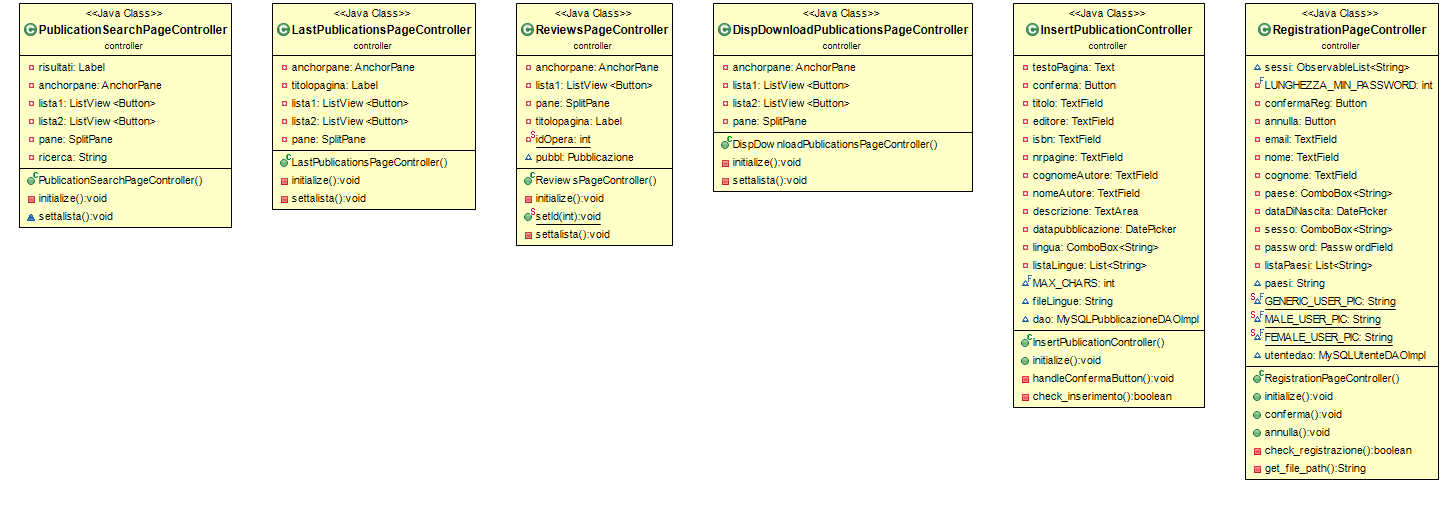 <<Java Class>>
PublicationSearchPageController
controller
risultati: Label
anchorpane: AnchorPane
lista1: ListView <Button>
lista2: ListView <Button>
pane: SplitPane
ricerca: String
PublicationSearchPageController()
initialize():void
settalista():void
<<Java Class>>
LastPublicationsPageController
controller
anchorpane: AnchorPane
titolopagina: Label
lista1: ListView <Button>
lista2: ListView <Button>
pane: SplitPane
LastPublicationsPageController()
initialize():void
settalista():void
<<Java Class>>
ReviewsPageController
controller
anchorpane: AnchorPane
lista1: ListView <Button>
pane: SplitPane
titolopagina: Label
idOpera: int
pubbl: Pubblicazione
ReviewsPageController()
initialize():void
setId(int):void
settalista():void
<<Java Class>>
DispDownloadPublicationsPageController
controller
anchorpane: AnchorPane
lista1: ListView <Button>
lista2: ListView <Button>
pane: SplitPane
DispDownloadPublicationsPageController()
initialize():void
settalista():void
<<Java Class>>
InsertPublicationController
controller
testoPagina: Text
conferma: Button
titolo: TextField
editore: TextField
isbn: TextField
nrpagine: TextField
cognomeAutore: TextField
nomeAutore: TextField
descrizione: TextArea
datapubblicazione: DatePicker
lingua: ComboBox<String>
listaLingue: List<String>
MAX_CHARS: int
fileLingue: String
dao: MySQLPubblicazioneDAOImpl
InsertPublicationController()
initialize():void
handleConfermaButton():void
check_inserimento():boolean
<<Java Class>>
RegistrationPageController
controller
sessi: ObservableList<String>
LUNGHEZZA_MIN_PASSWORD: int
confermaReg: Button
annulla: Button
email: TextField
nome: TextField
cognome: TextField
paese: ComboBox<String>
dataDiNascita: DatePicker
sesso: ComboBox<String>
password: PasswordField
listaPaesi: List<String>
paesi: String
GENERIC_USER_PIC: String
MALE_USER_PIC: String
FEMALE_USER_PIC: String
utentedao: MySQLUtenteDAOImpl
RegistrationPageController()
initialize():void
conferma():void
annulla():void
check_registrazione():boolean
get_file_path():String